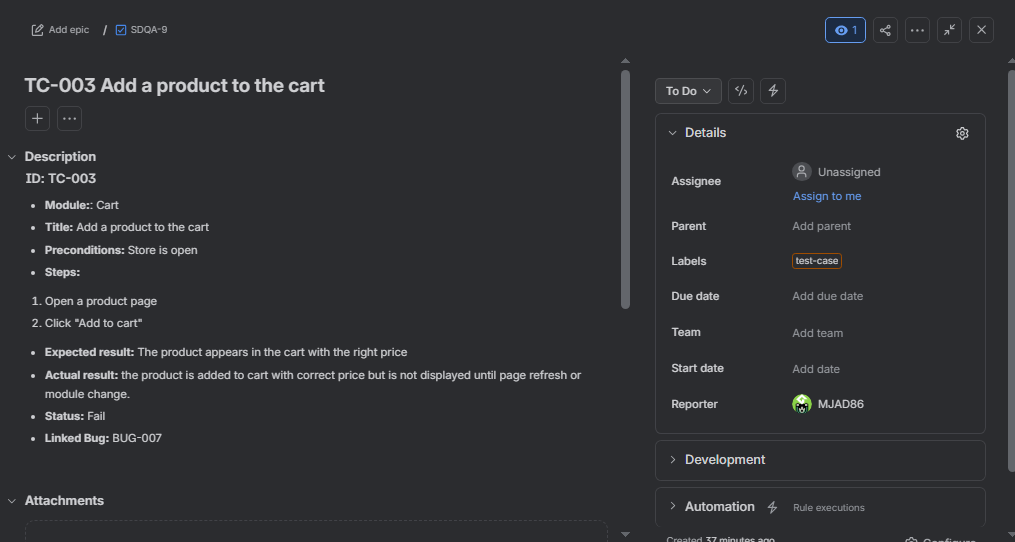 Add epic / SDQA-9
1
TC-003 Add a product to the cart
Description
ID: TC-003
Module:: Cart
Title: Add a product to the cart
Preconditions: Store is open
Steps:
1. Open a product page
2. Click "Add to cart"
Expected result: The product appears in the cart with the right price
Actual result: the product is added to cart with correct price but is not displayed until page refresh or
module change.
Status: Fail
Linked Bug: BUG-007
Attachments
To Do
Details
Assignee
Unassigned
Assign to me
Parent
Add parent
Labels
test-case
Due date
Add due date
Team
Add team
Start date
Add date
Reporter
MJAD86
Development
Automation
Rule executions
Created 37 minutes ago
Configure